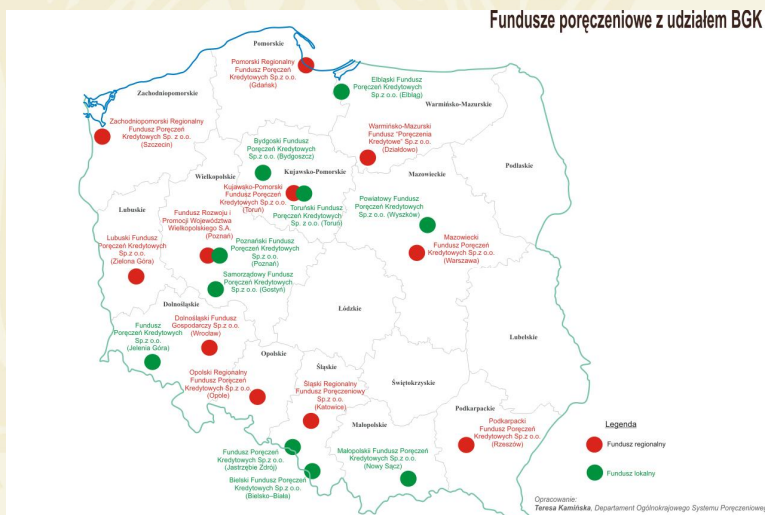 Fundusze poręczeniowe z udziałem BGK
Pomorskie
Pomorski Regionalny
Fundusz Poręczeń
Kredytowych Sp.z o.o.
(Gdańsk)
Elbląski Fundusz
Poręczeń Kredytowych
Sp.z o.o. (Elbląg)
Zachodniopomorskie
Warmińsko-Mazurskie
Zachodniopomorski Regionalny
Fundusz Poręczeń
Kredytowych Sp. z o.o.
(Szczecin)
Warmińsko-Mazurski
Fundusz "Poręczenia
Kredytowe" Sp.z o.o.
(Działdowo)
Bydgoski Fundusz
Poręczeń Kredytowych
Sp.z o.o. (Bydgoszcz)
Podlaskie
Wielkopolskie
Kujawsko-Pomorskie
Mazowieckie
Kujawsko-Pomorski
Fundusz Poręczeń
Kredytowych Sp.z o.o.
(Toruń)
Toruński Fundusz
Poręczeń Kredytowych
Sp. z o.o. (Toruń)
Powiatowy Fundusz
Poręczeń Kredytowych
Sp.z o.o. (Wyszków)
Lubuskie
Fundusz Rozwoju i
Promocji Województwa
Wielkopolskiego S.A.
(Poznań)
Lubuski Fundusz
Poręczeń Kredytowych
Sp.z o.o.
(Zielona Góra)
Poznański Fundusz
Poręczeń Kredytowych
Sp.z o.o.
(Poznań)
Mazowiecki
Fundusz Poręczeń
Kredytowych Sp.z o.o.
(Warszawa)
Samorządowy Fundusz
Poręczeń Kredytowych
Sp.z o.o. (Gostyń)
Dolnośląskie
Łódzkie
Fundusz
Poręczeń Kredytowych
Sp.z o.o.
(Jelenia Góra)
Dolnośląski Fundusz
Gospodarczy Sp.z o.o.
(Wrocław)
Lubelskie
Opolskie
Opolski Regionalny
Fundusz Poręczeń
Kredytowych Sp.z o.o.
(Opole)
Śląskie
Śląski Regionalny
Fundusz Poręczeniowy
Sp.z o.o.
(Katowice)
Świętokrzyskie
Małopolskie
Podkarpackie
Podkarpacki
Fundusz Poręczeń
Kredytowych Sp.z o.o.
(Rzeszów)
Fundusz Poręczeń
Kredytowych Sp.z o.o.
(Jastrzębie Zdrój)
Bielski Fundusz Poręczeń
Kredytowych Sp.z o.o.
(Bielsko–Biała)
Małopolski Fundusz Poręczeń
Kredytowych Sp.z o.o.
(Nowy Sącz)
Legenda
Fundusz regionalny
Fundusz lokalny
Opracowanie:
Teresa Kamińska, Departament Ogólnokrajowego Systemu Poręczeniowego